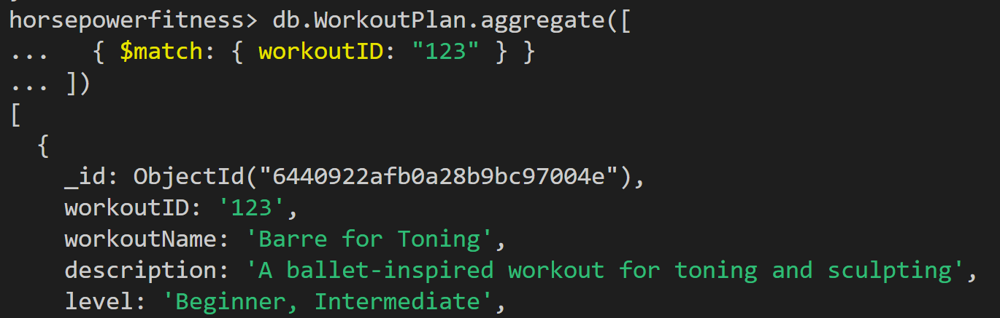 horsepowerfitness> db.WorkoutPlan.aggregate([
...   { $match: { workoutID: "123" } }
... ])
[
  {
    _id: ObjectId("6440922afb0a28b9bc97004e"),
    workoutID: '123',
    workoutName: 'Barre for Toning',
    description: 'A ballet-inspired workout for toning and sculpting',
    level: 'Beginner, Intermediate',